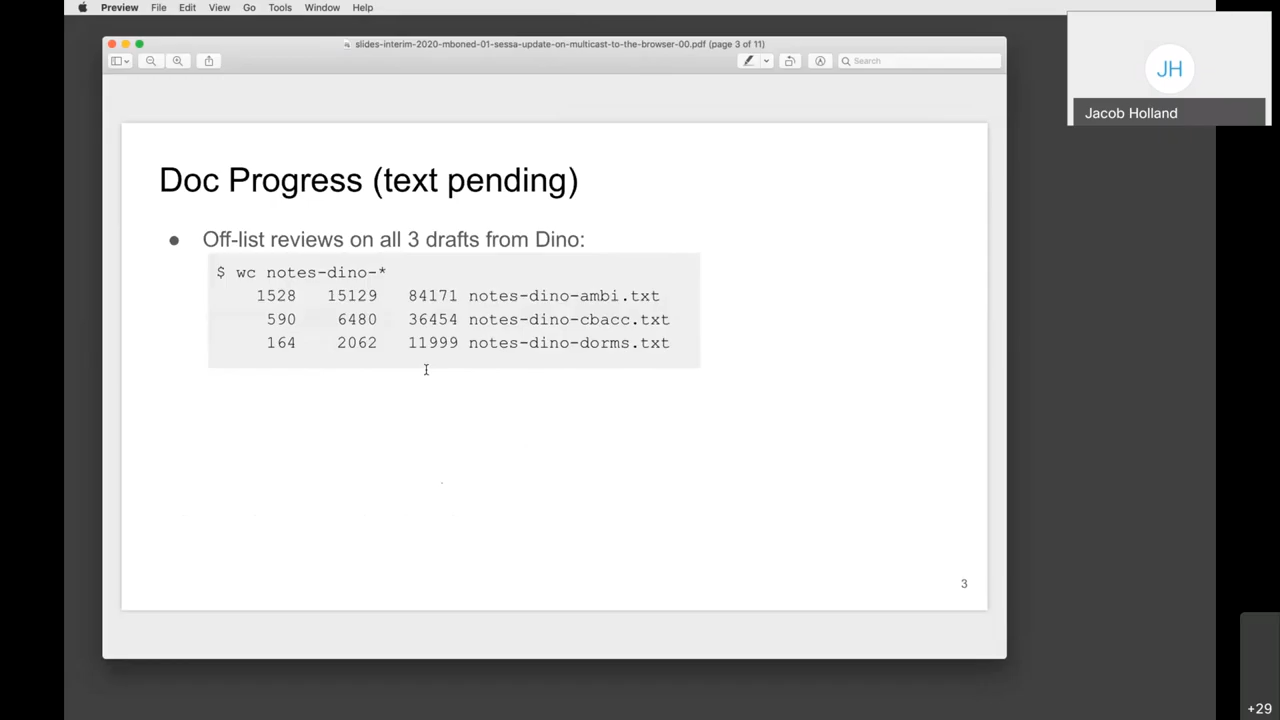 Preview File Edit View Go Tools Window Help
slides-interim-2020-mboned-01-sessa-update-on-multicast-to-the-browser-00.pdf (page 3 of 11)
Search
JH
Jacob Holland
Doc Progress (text pending)
● Off-list reviews on all 3 drafts from Dino:
$ wc notes-dino-*
1528 15129 84171 notes-dino-ambi.txt
590 6480 36454 notes-dino-cbacc.txt
164 2062 11999 notes-dino-dorms.txt
3
+29